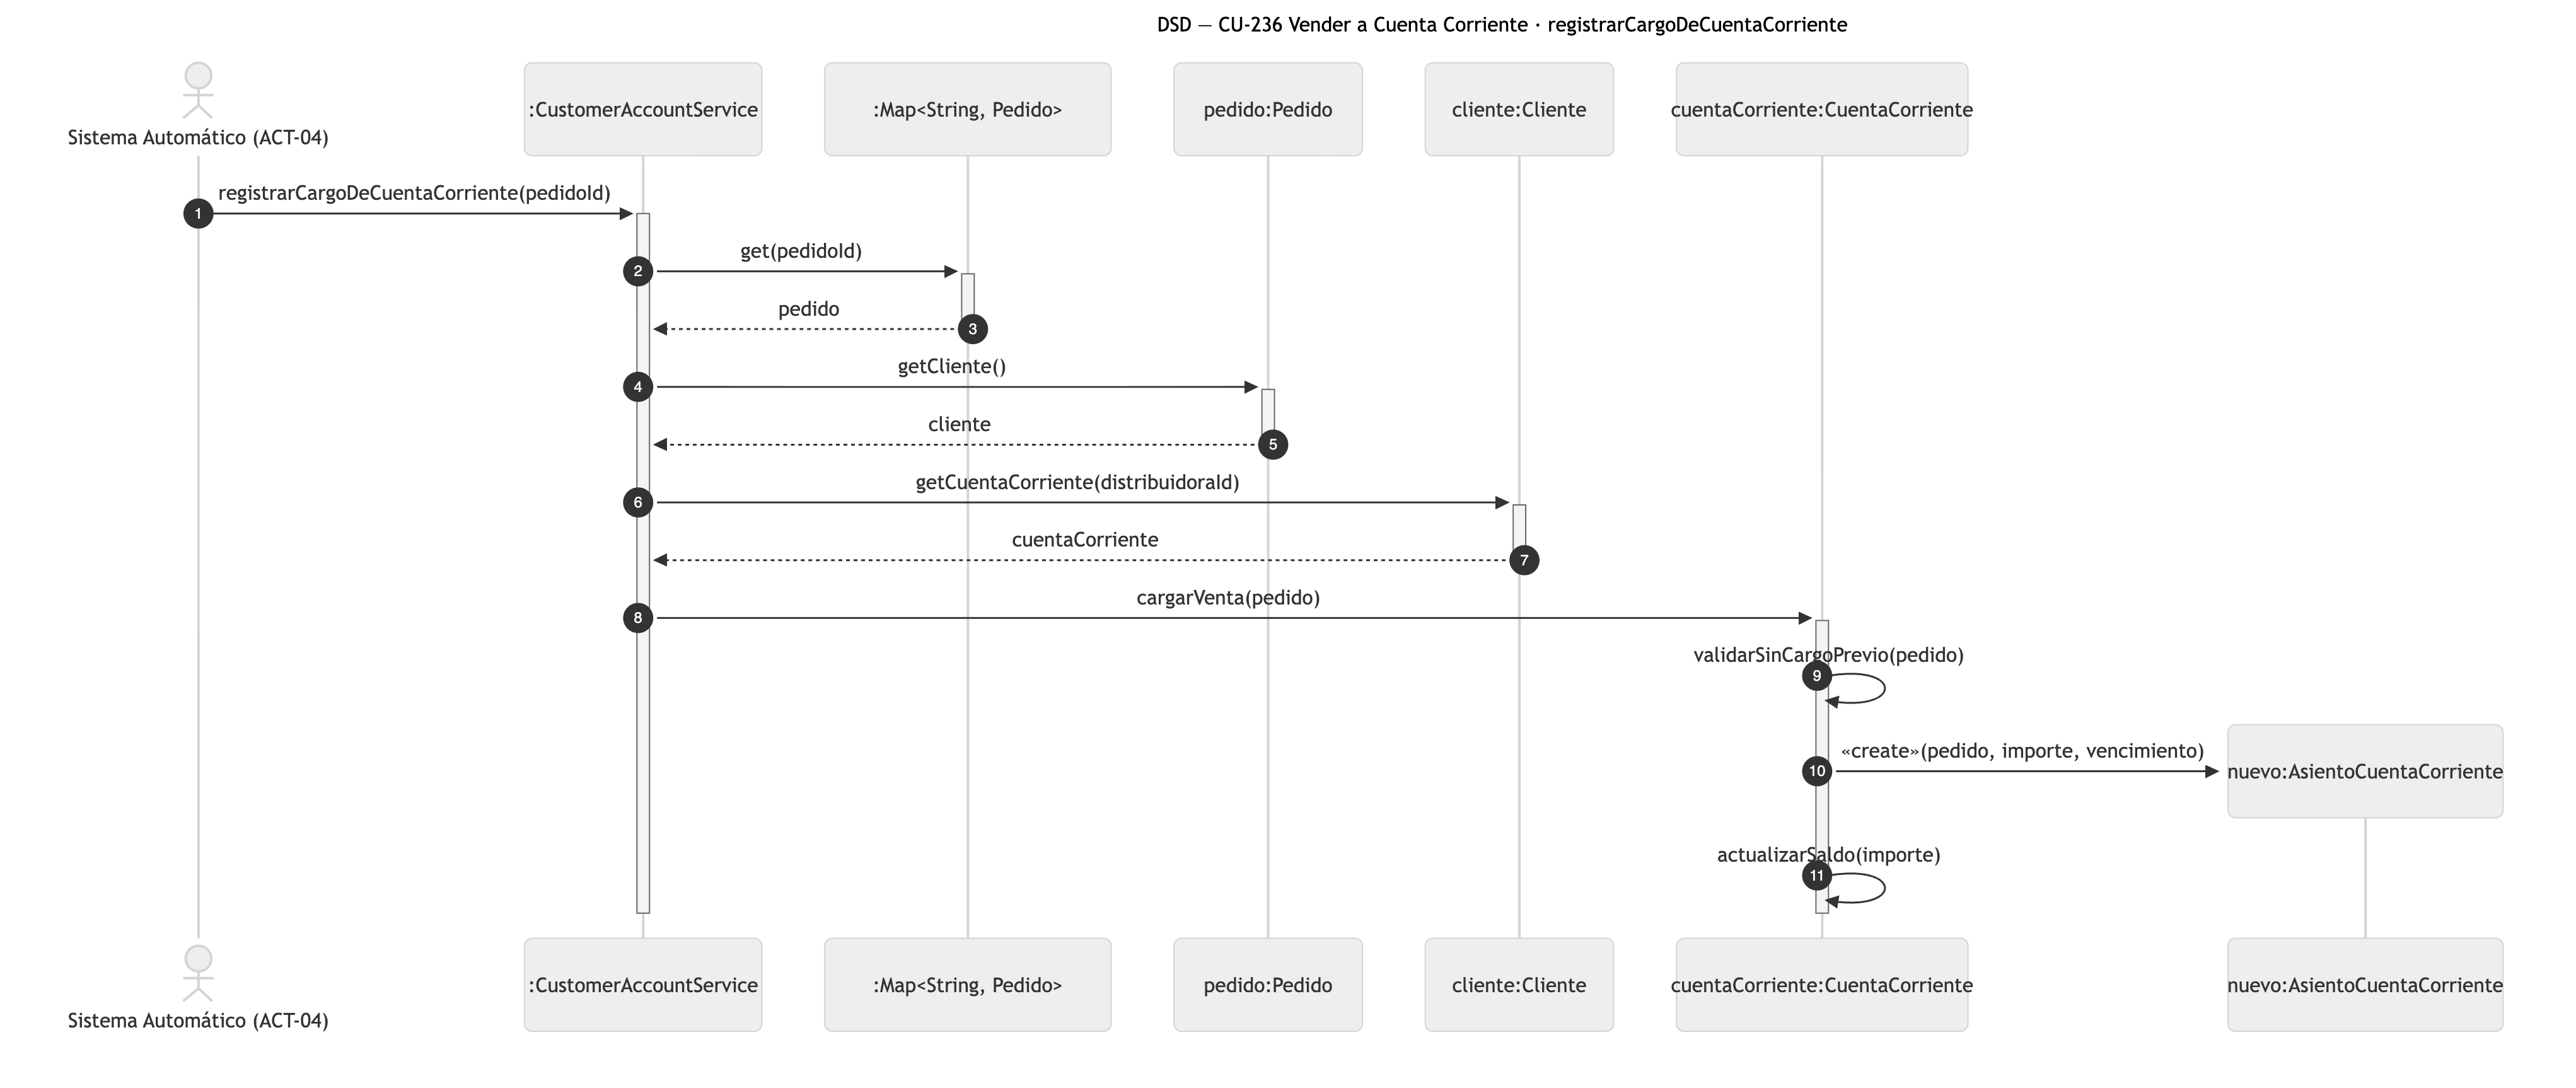 DSD — CU-236 Vender a Cuenta Corriente · registrarCargoDeCuentaCorriente
Sistema Automático (ACT-04)
:CustomerAccountService
:Map<String, Pedido>
pedido:Pedido
cliente:Cliente
cuentaCorriente:CuentaCorriente
registrarCargoDeCuentaCorriente(pedidoId)
1
get(pedidoId)
2
pedido
3
getCliente()
4
cliente
5
getCuentaCorriente(distribuidoraId)
6
cuentaCorriente
7
cargarVenta(pedido)
8
validarSinCargoPrevio(pedido)
9
«create»(pedido, importe, vencimiento)
10
nuevo:AsientoCuentaCorriente
actualizarSaldo(importe)
11
Sistema Automático (ACT-04)
:CustomerAccountService
:Map<String, Pedido>
pedido:Pedido
cliente:Cliente
cuentaCorriente:CuentaCorriente
nuevo:AsientoCuentaCorriente